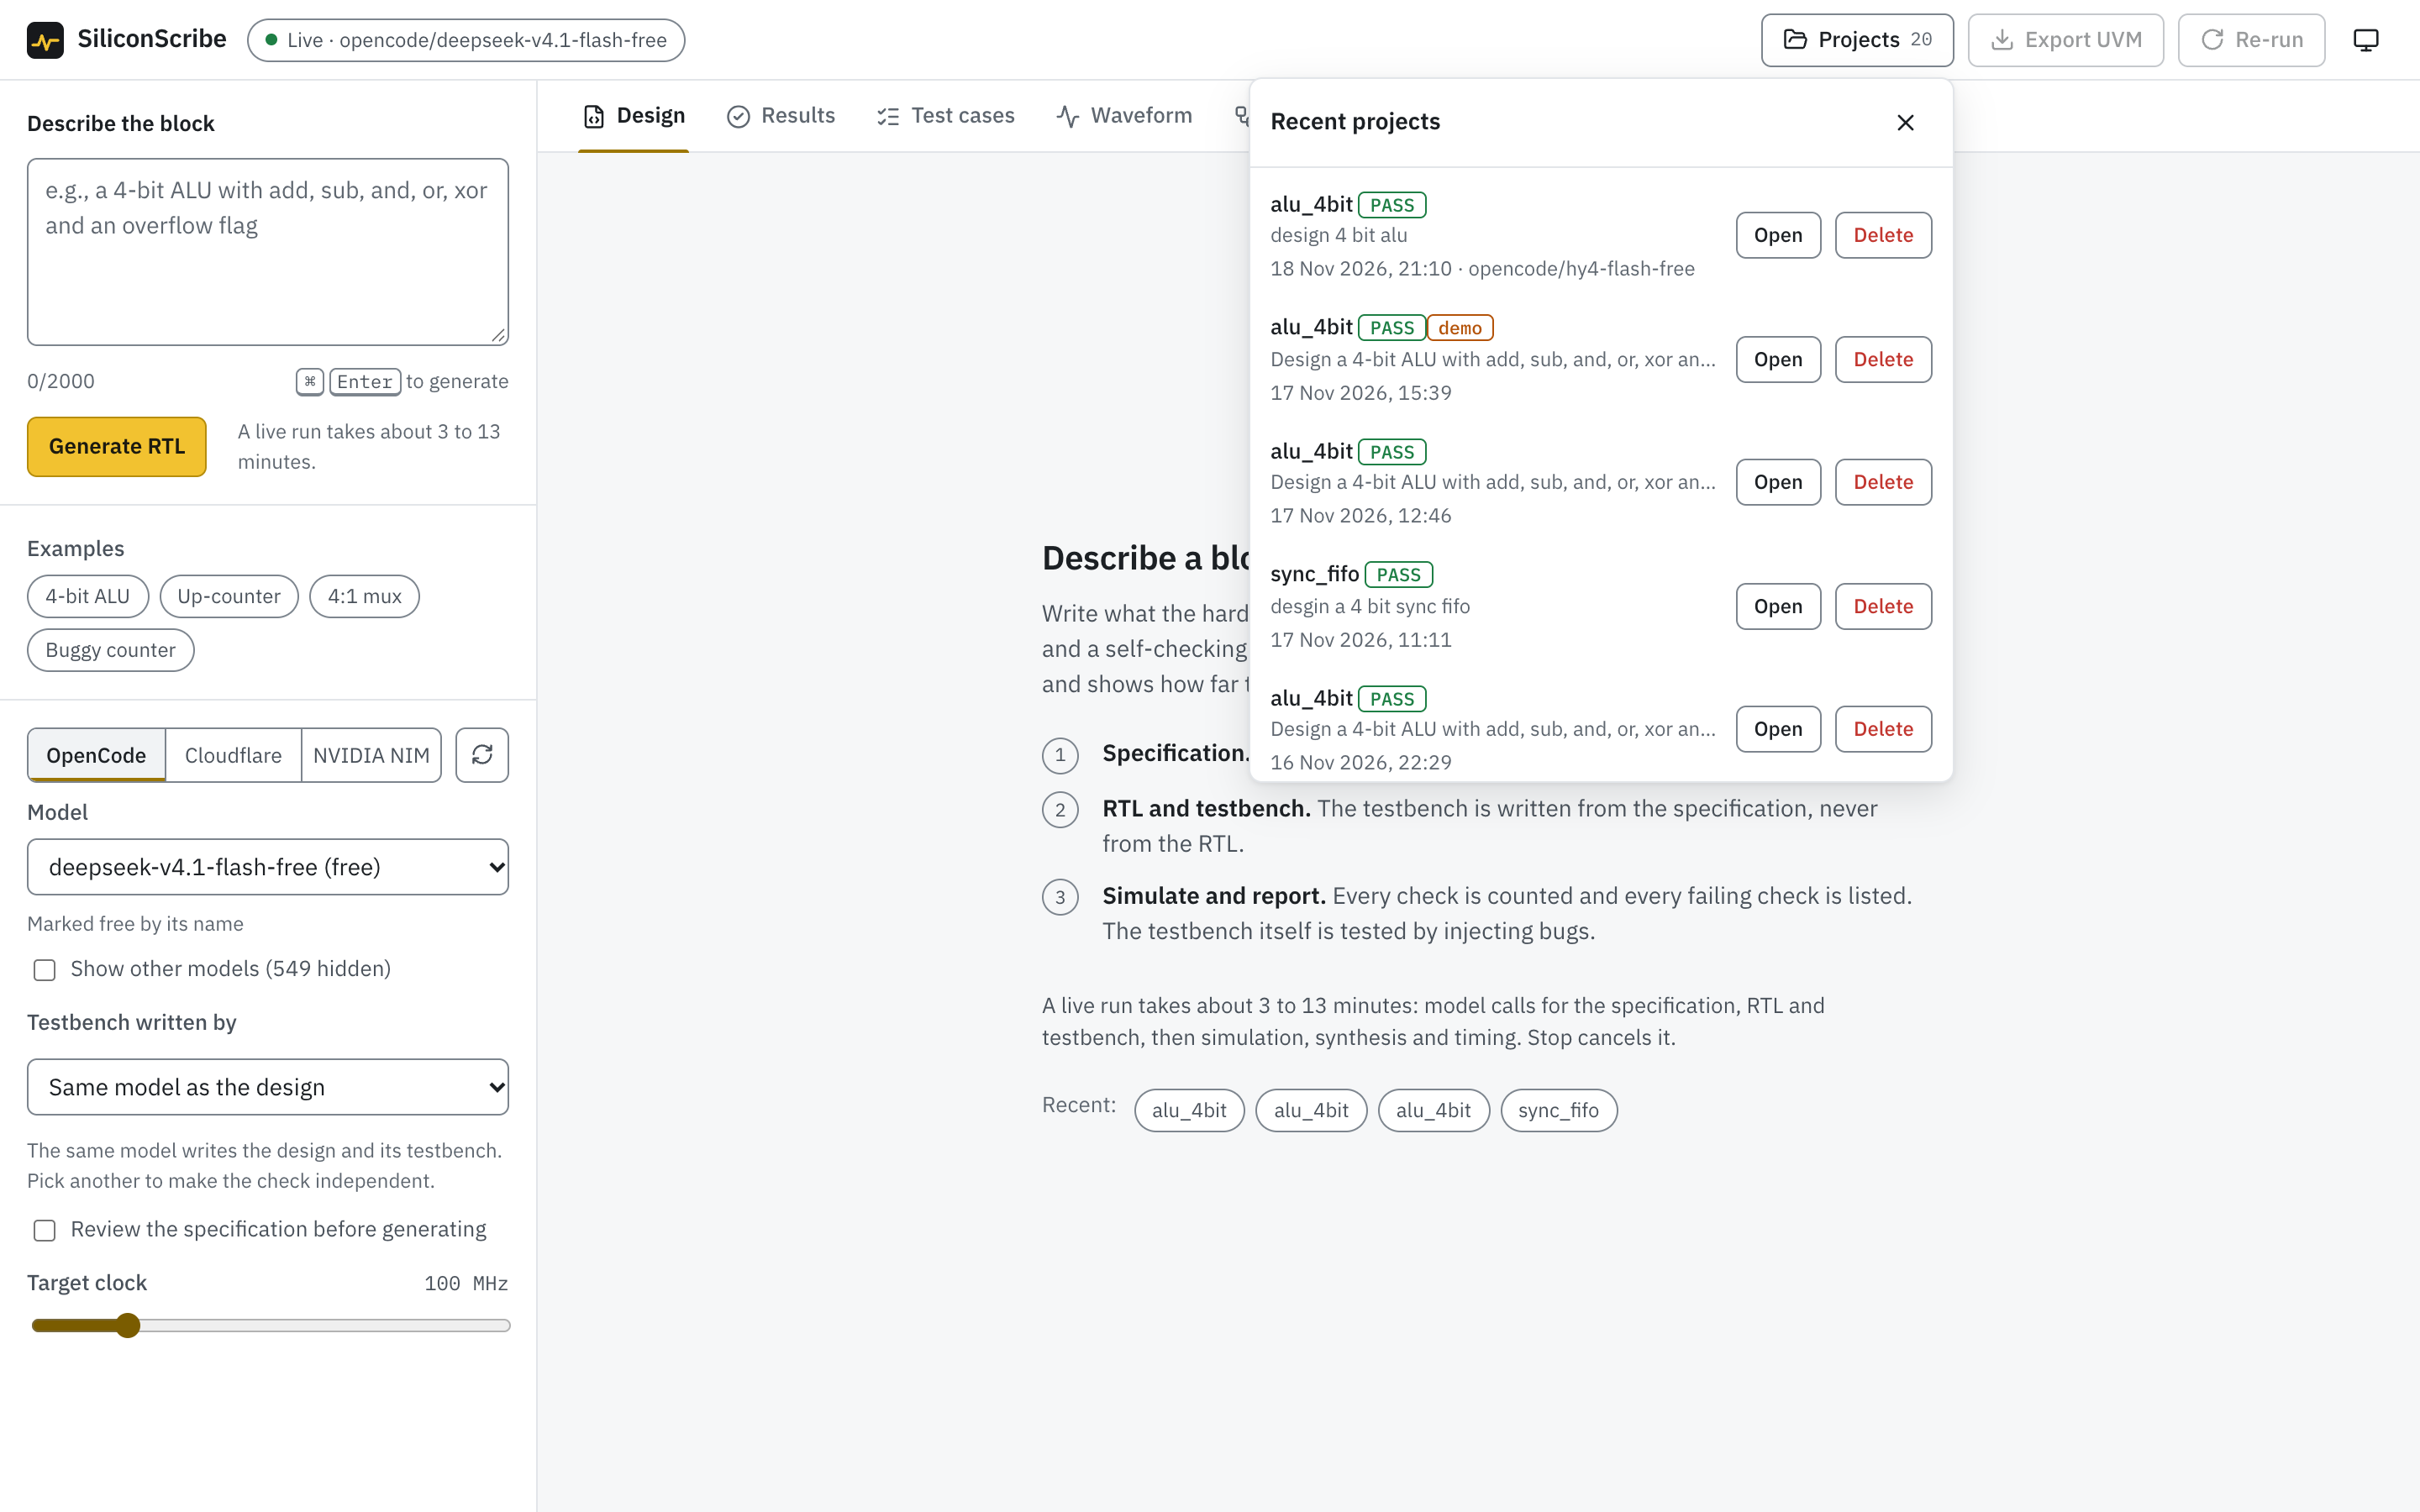 SiliconScribe
Live · opencode/deepseek-v4.1-flash-free
Projects 20
Export UVM
Re-run
Describe the block
e.g., a 4-bit ALU with add, sub, and, or, xor
and an overflow flag
0/2000
⌘ Enter to generate
Generate RTL
A live run takes about 3 to 13
minutes.
Examples
4-bit ALU
Up-counter
4:1 mux
Buggy counter
OpenCode
Cloudflare
NVIDIA NIM
Model
deepseek-v4.1-flash-free (free)
Marked free by its name
Show other models (549 hidden)
Testbench written by
Same model as the design
The same model writes the design and its testbench.
Pick another to make the check independent.
Review the specification before generating
Target clock
100 MHz
Design
Results
Test cases
Waveform
Recent projects
alu_4bit PASS
design 4 bit alu
18 Nov 2026, 21:10 · opencode/hy4-flash-free
Open
Delete
alu_4bit PASS demo
Design a 4-bit ALU with add, sub, and, or, xor an...
17 Nov 2026, 15:39
Open
Delete
alu_4bit PASS
Design a 4-bit ALU with add, sub, and, or, xor an...
17 Nov 2026, 12:46
Open
Delete
sync_fifo PASS
desgin a 4 bit sync fifo
17 Nov 2026, 11:11
Open
Delete
alu_4bit PASS
Design a 4-bit ALU with add, sub, and, or, xor an...
16 Nov 2026, 22:29
Open
Delete
Describe a
Write what the
and a self-checking
and shows how far
1 Specification.
2 RTL and testbench. The testbench is written from the specification, never
from the RTL.
3 Simulate and report. Every check is counted and every failing check is listed.
The testbench itself is tested by injecting bugs.
A live run takes about 3 to 13 minutes: model calls for the specification, RTL and
testbench, then simulation, synthesis and timing. Stop cancels it.
Recent:
alu_4bit
alu_4bit
alu_4bit
sync_fifo